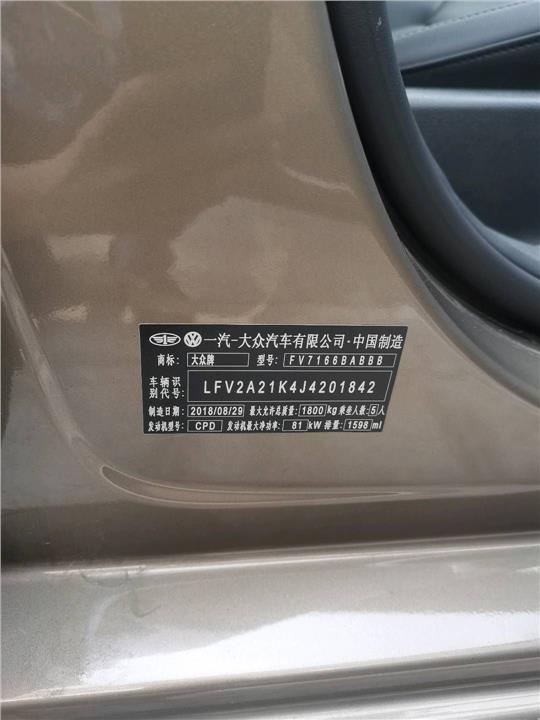 一汽-大众汽车有限公司·中国制造
商标: 大众牌 型号: FV7166BABBB
车辆识别代号: LFV2A21K4J4201842
制造日期: 2018/08/29 最大允许总质量: 1800 kg 乘坐人数: 5 人
发动机型号: CPD 发动机最大净功率: 81 kW 排量: 1598 ml